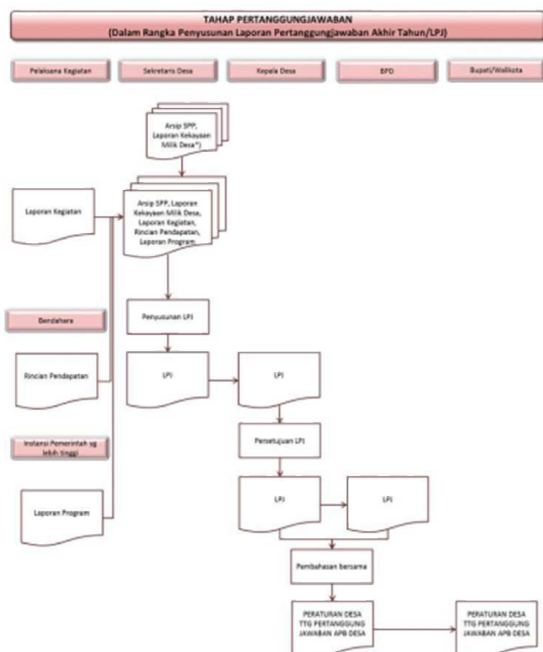 TAHAP PERTANGGUNGJAWABAN
(Dalam Rangka Penyusunan Laporan Pertanggungjawaban Akhir Tahun/LPJ)
Pelaksana Kegiatan
Sekretaris Desa
Kepala Desa
BPD
Bupati/Walikota
Arsip SPP,
Laporan Kekayaan
Milik Desa*)
Laporan Kegiatan
Arsip SPP, Laporan
Kekayaan Milik Desa,
Laporan Kegiatan,
Rincian Pendapatan,
Laporan Program
Bendahara
Penyusunan LPJ
Rincian Pendapatan
LPJ
LPJ
Instansi Pemerintah yg
lebih tinggi
Persetujuan LPJ
Laporan Program
LPJ
LPJ
Pembahasan bersama
PERATURAN DESA
TTG PERTANGGUNG
JAWABAN APB DESA
PERATURAN DESA
TTG PERTANGGUNG
JAWABAN APB DESA